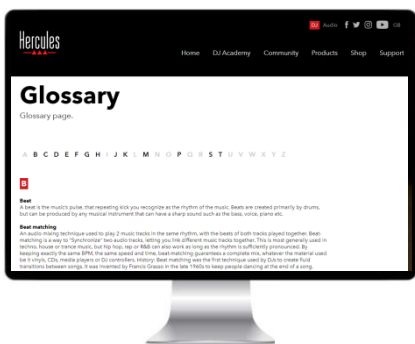 DJ Audio GB
Hercules
Home DJ Academy Community Products Shop Support
Glossary
Glossary page.
A B C D E F G H I J K L M N O P Q R S T U V W X Y Z
B
Beat
A beat is the music's pulse, that repeating kick you recognize as the rhythm of the music. Beats are created primarily by drums,
but can be produced by any musical instrument that can have a sharp sound such as the bass, voice, piano etc.
Beat matching
An audio mixing technique used to play 2 music tracks in the same rhythm, with the beats of both tracks played together. Beat
matching is a way to "Synchronize" two audio tracks, letting you link different music tracks together. This is most generally used in
techno, house or trance music, but hip hop, rap or R&B can also work as long as the rhythm is sufficiently pronounced. By
keeping exactly the same BPM, the same speed and time, beat-matching guarantees a complete mix, whatever the material used
be it vinyls, CDs, media players or DJ controllers. History: Beat matching was the first technique used by DJs to create fluid
transitions between songs. It was invented by Francis Grasso in the late 1960s to keep people dancing at the end of a song.